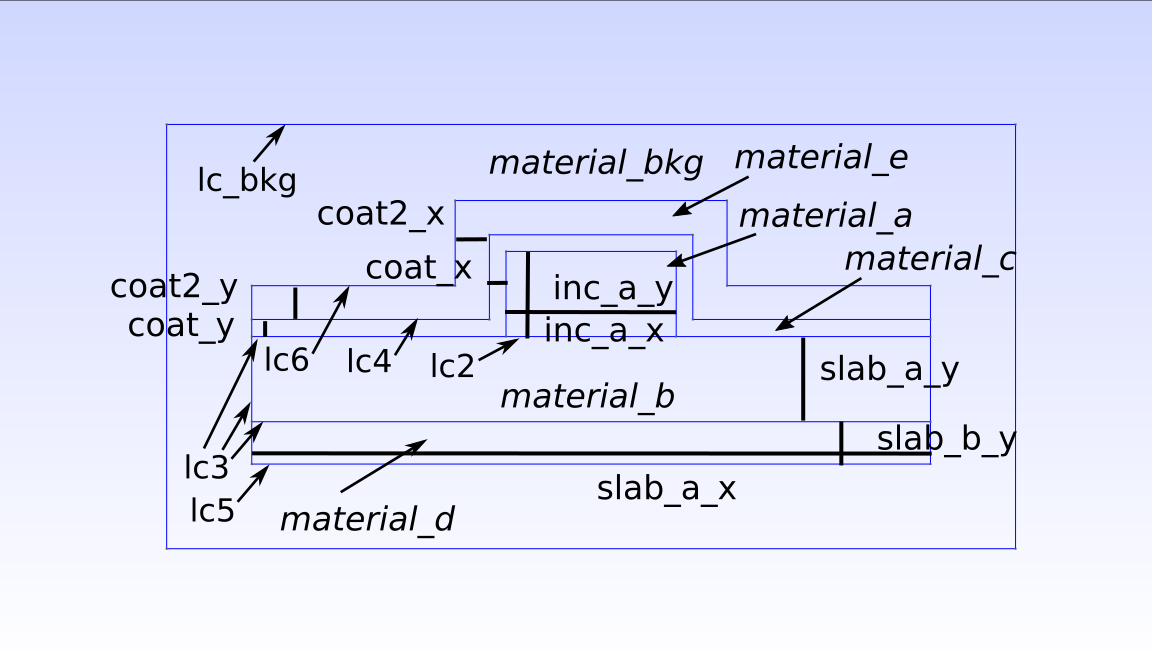 material_bkg
material_e
lc_bkg
coat2_x
material_a
coat_x
material_c
coat2_y
inc_a_y
coat_y
inc_a_x
lc6
lc4
lc2
slab_a_y
material_b
slab_b_y
lc3
slab_a_x
lc5
material_d